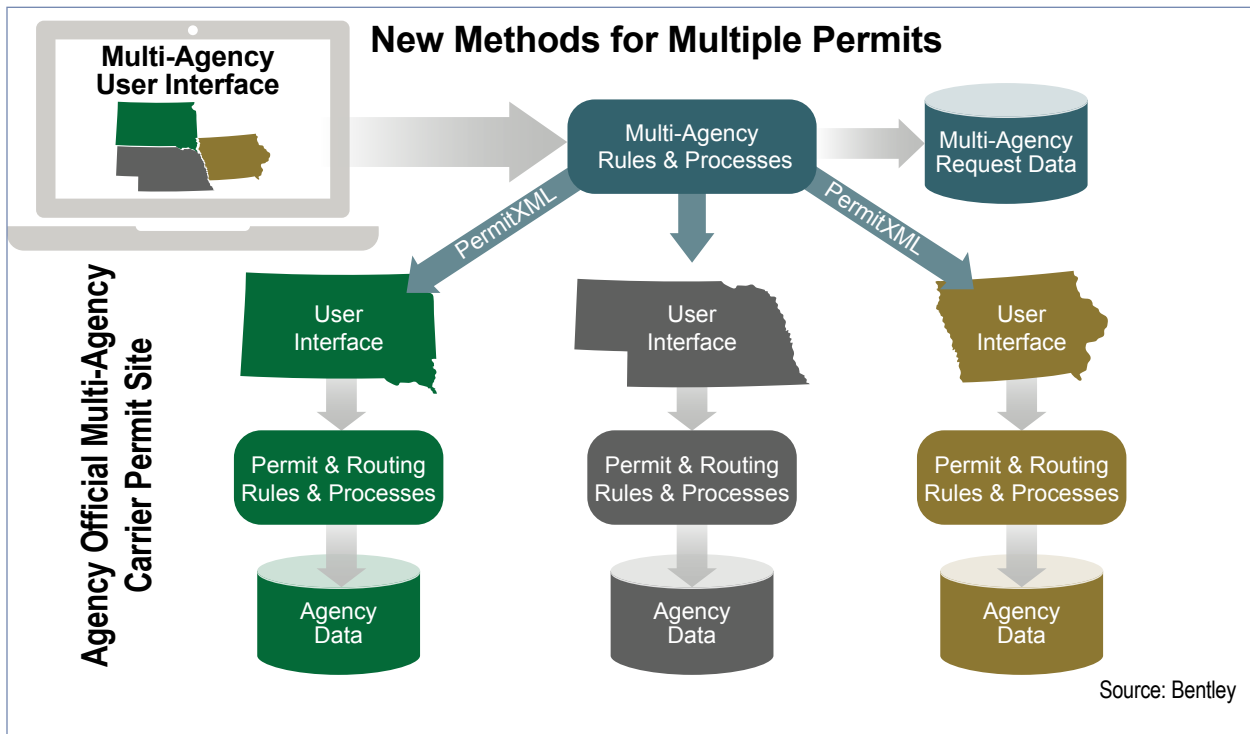 New Methods for Multiple Permits
Multi-Agency
User Interface
Multi-Agency
Rules & Processes
Multi-Agency
Request Data
PermitXML
PermitXML
Agency Official Multi-Agency
Carrier Permit Site
User
Interface
User
Interface
User
Interface
Permit & Routing
Rules & Processes
Permit & Routing
Rules & Processes
Permit & Routing
Rules & Processes
Agency
Data
Agency
Data
Agency
Data
Source: Bentley